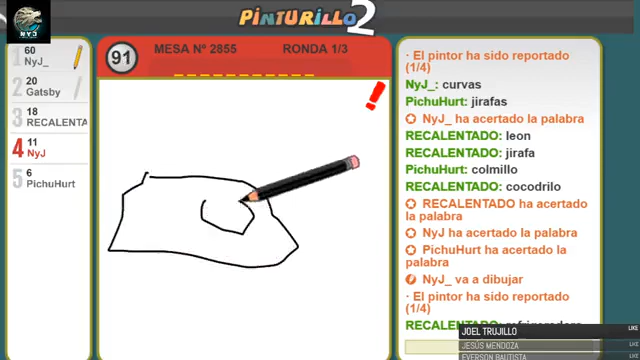 NYJ
PINTURILLO 2
91
MESA Nº 2855
RONDA 1/3
1 60
NyJ_
2 20
Gatsby
3 18
RECALENTA
4 11
NyJ
5 6
PichuHurt
· El pintor ha sido reportado
(1/4)
NyJ_: curvas
PichuHurt: jirafas
NyJ_ ha acertado la palabra
RECALENTADO: leon
RECALENTADO: jirafa
PichuHurt: colmillo
RECALENTADO: cocodrilo
RECALENTADO ha acertado
la palabra
NyJ ha acertado la palabra
PichuHurt ha acertado la
palabra
NyJ_ va a dibujar
· El pintor ha sido reportado
(1/4)
RECALENTADO:
JOEL TRUJILLO LIKE
JESÚS MENDOZA LIKE
EVERSON BAUTISTA LIKE